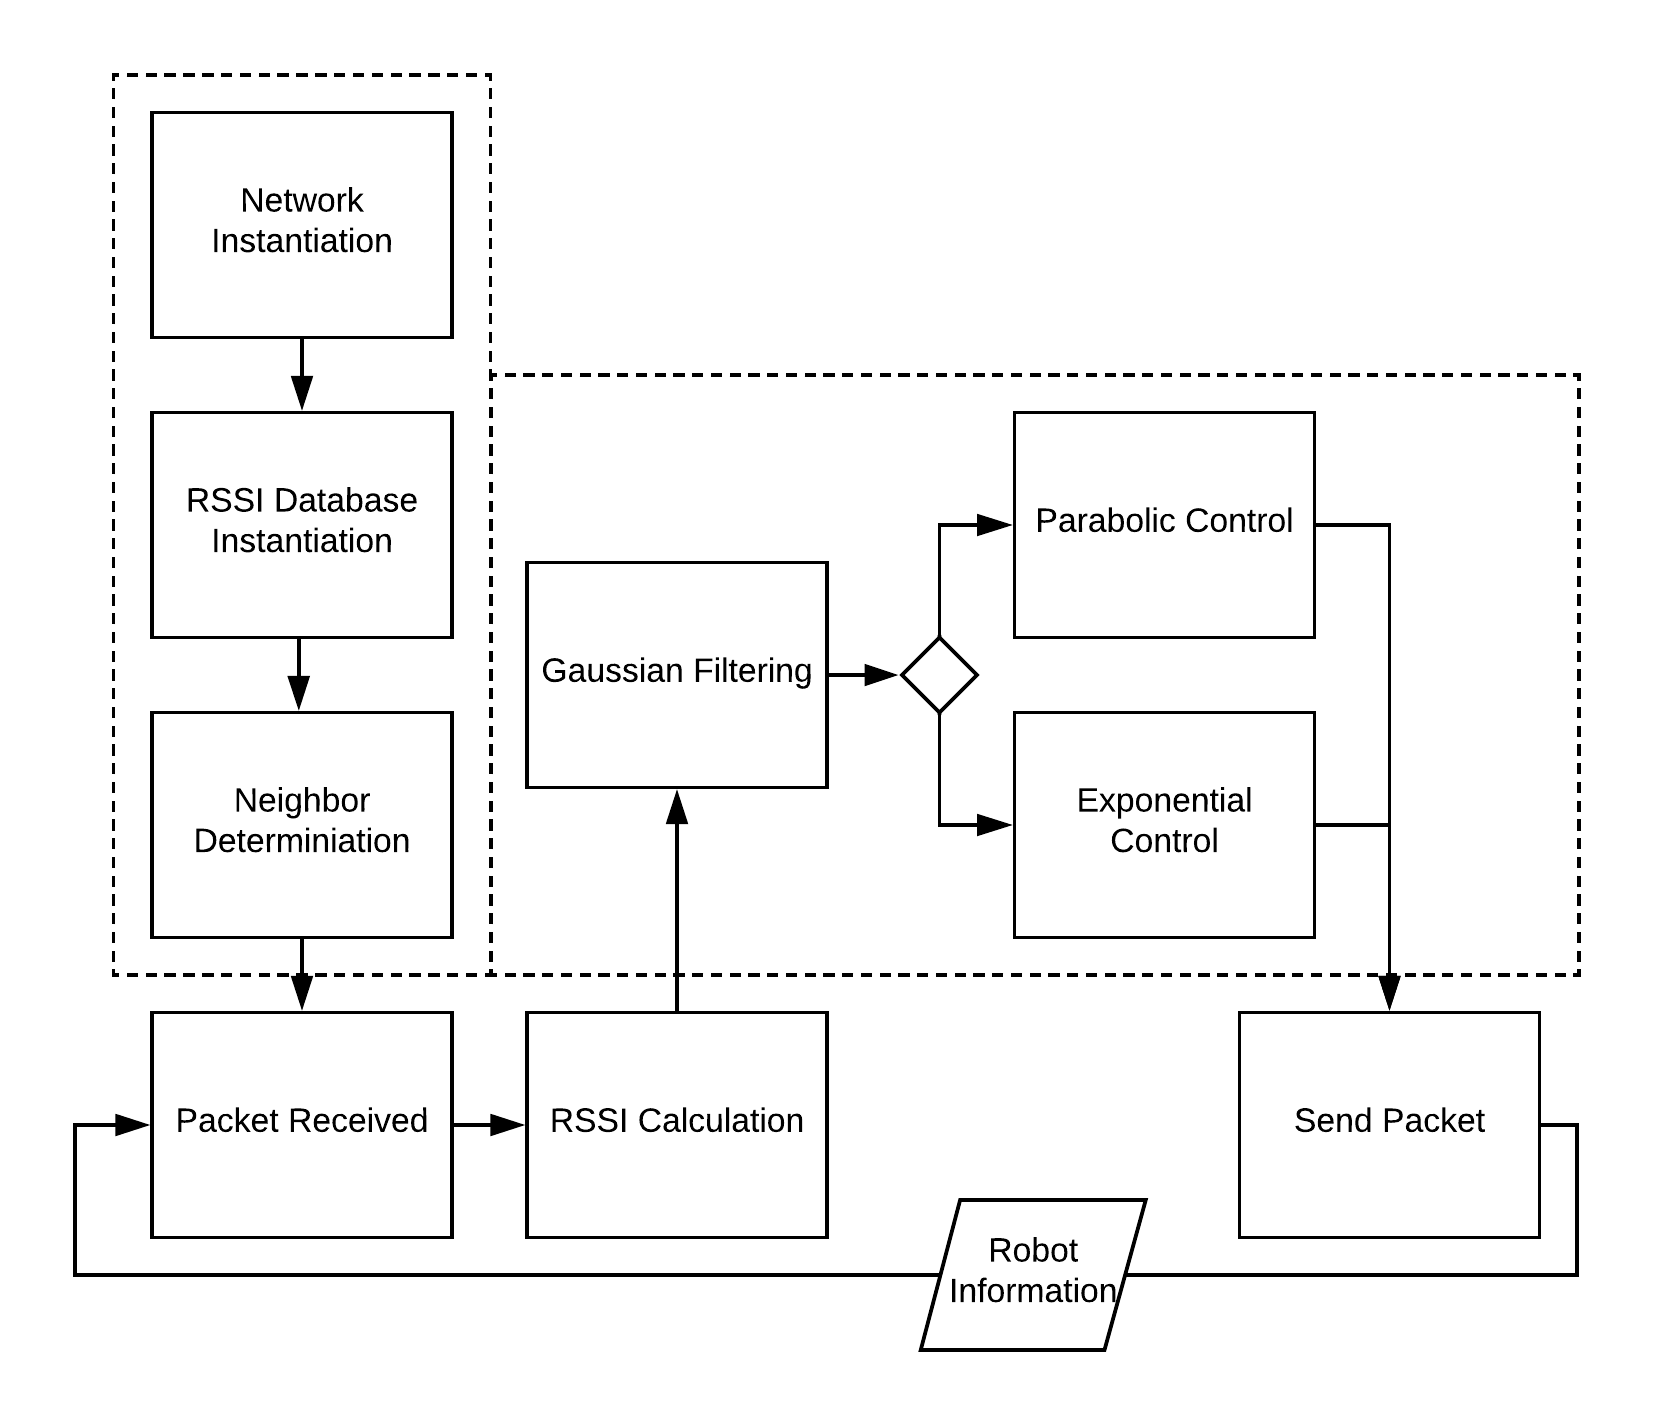 Network
Instantiation
RSSI Database
Instantiation
Neighbor
Determiniation
Gaussian Filtering
Parabolic Control
Exponential
Control
Packet Received
RSSI Calculation
Send Packet
Robot
Information